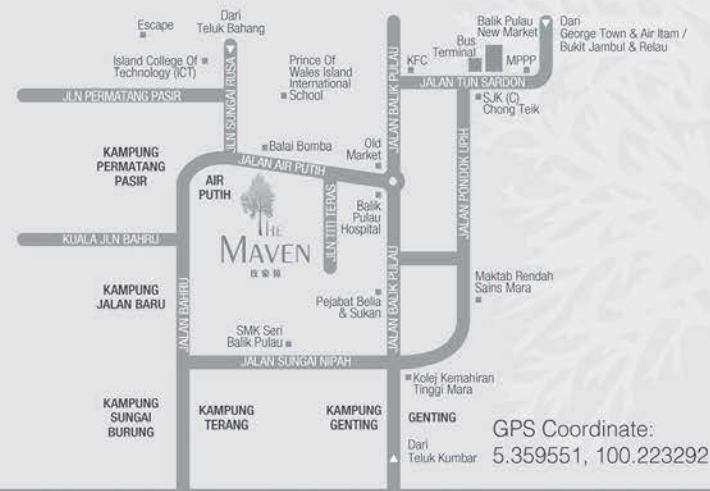 Escape
Dari
Teluk Bahang
Island College Of
Technology (ICT)
Prince Of
Wales Island
International
School
KFC
Bus
Terminal
Balik Pulau
New Market
MPPP
Dari
George Town & Air Itam /
Bukit Jambul & Relau
JALAN TUN SARDON
SJK (C)
Chong Teik
JLN PERMATANG PASIR
JLN SUNGAI RUSA
JALAN BALIK PULAU
KAMPUNG
PERMATANG
PASIR
Balai Bomba
Old
Market
JALAN AIR PUTIH
AIR
PUTIH
JALAN PONDOK UPIH
THE
MAVEN
JLN TITI TERAS
Balik
Pulau
Hospital
KUALA JLN BAHRU
KAMPUNG
JALAN BARU
JALAN BAHRU
Pejabat Belia
& Sukan
JALAN BALIK PULAU
Maktab Rendah
Sains Mara
SMK Seri
Balik Pulau
JALAN SUNGAI NIPAH
Kolej Kemahiran
Tinggi Mara
KAMPUNG
SUNGAI
BURUNG
KAMPUNG
TERANG
KAMPUNG
GENTING
GENTING
Dari
Teluk Kumbar
GPS Coordinate:
5.359551, 100.223292